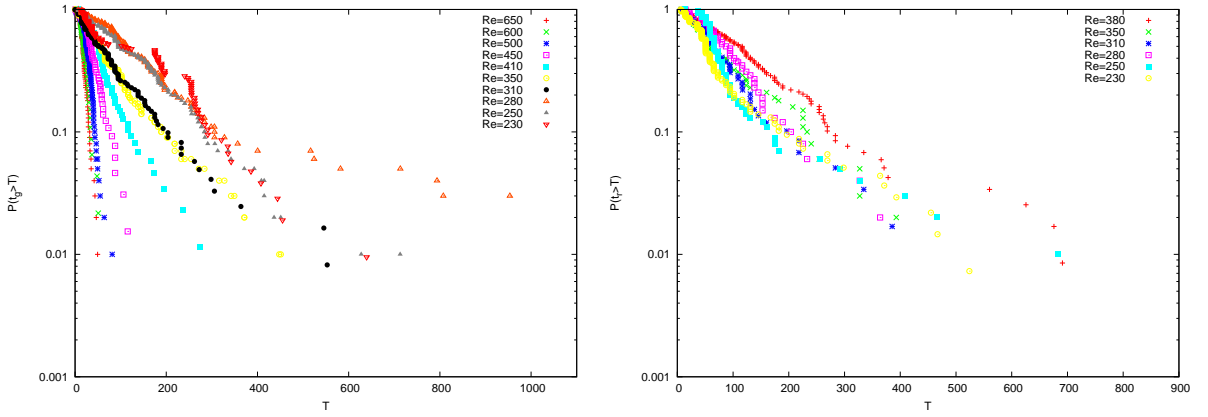 1
0.1
0.01
0.001
0 200 400 600 800 1000
P(tg>T)
T
Re=650
Re=600
Re=500
Re=450
Re=410
Re=350
Re=310
Re=280
Re=250
Re=230
1
0.1
0.01
0.001
0 100 200 300 400 500 600 700 800 900
P(tr>T)
T
Re=380
Re=350
Re=310
Re=280
Re=250
Re=230